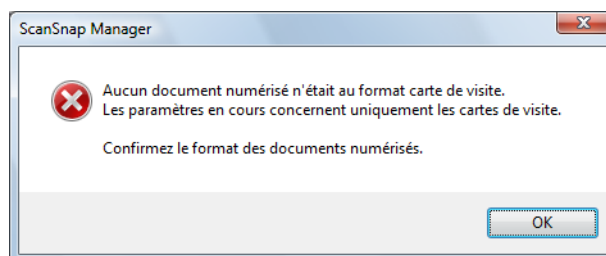 ScanSnap Manager
Aucun document numérisé n'était au format carte de visite.
Les paramètres en cours concernent uniquement les cartes de visite.
Confirmez le format des documents numérisés.
OK